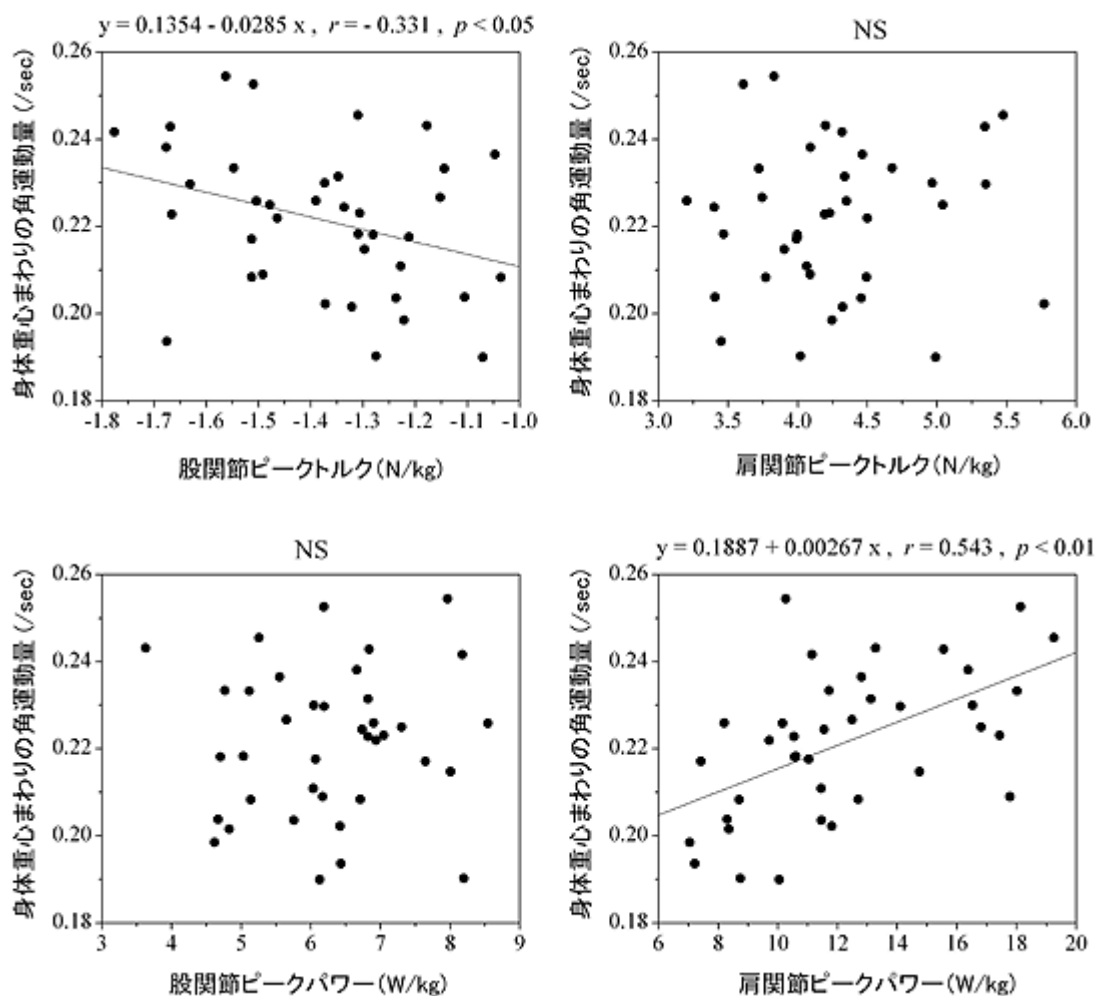 y = 0.1354 - 0.0285 x , r = - 0.331 , p < 0.05
身体重心まわりの角運動量 (/sec)
0.26
0.24
0.22
0.20
0.18
-1.8 -1.7 -1.6 -1.5 -1.4 -1.3 -1.2 -1.1 -1.0
股関節ピークトルク(N/kg)
NS
身体重心まわりの角運動量 (/sec)
0.26
0.24
0.22
0.20
0.18
3.0 3.5 4.0 4.5 5.0 5.5 6.0
肩関節ピークトルク(N/kg)
NS
身体重心まわりの角運動量 (/sec)
0.26
0.24
0.22
0.20
0.18
3 4 5 6 7 8 9
股関節ピークパワー(W/kg)
y = 0.1887 + 0.00267 x , r = 0.543 , p < 0.01
身体重心まわりの角運動量 (/sec)
0.26
0.24
0.22
0.20
0.18
6 8 10 12 14 16 18 20
肩関節ピークパワー(W/kg)